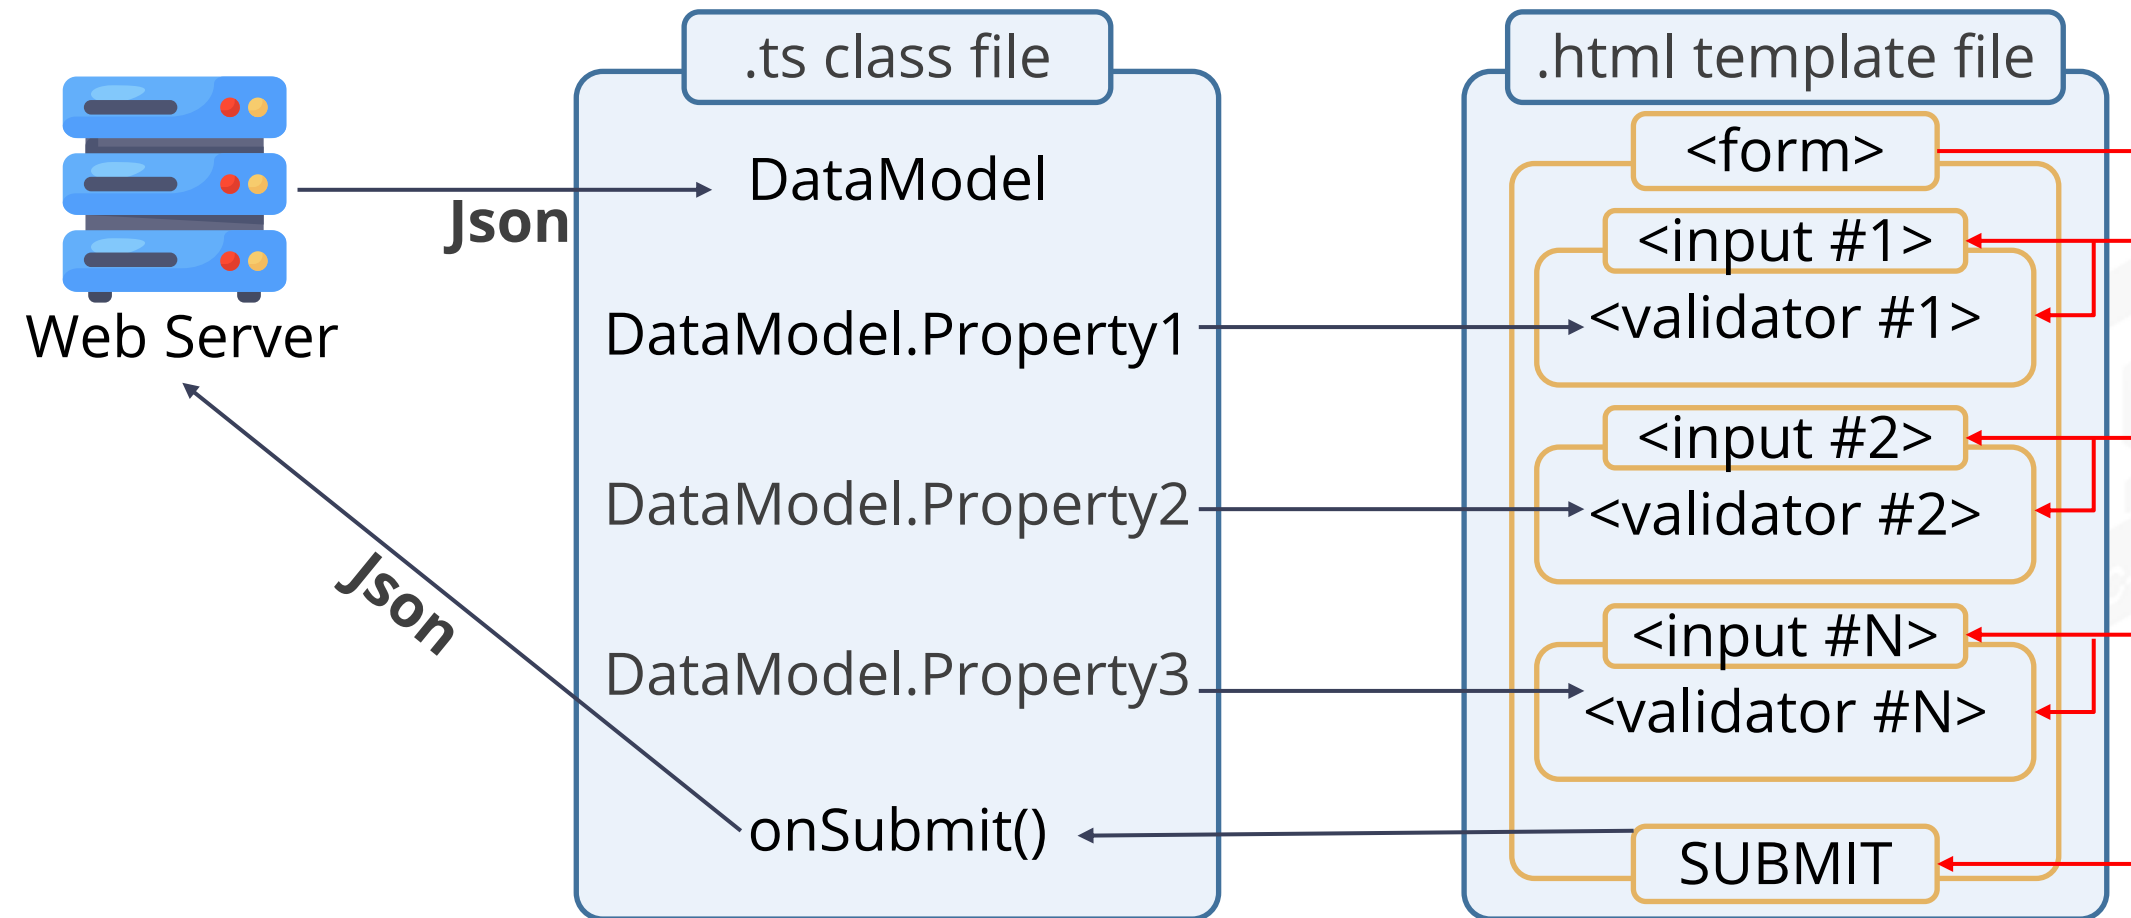 .ts class file
.html template file
<form>
DataModel
Json
<input #1>
Web Server
DataModel.Property1
<validator #1>
<input #2>
DataModel.Property2
<validator #2>
Json
<input #N>
DataModel.Property3
<validator #N>
onSubmit()
SUBMIT